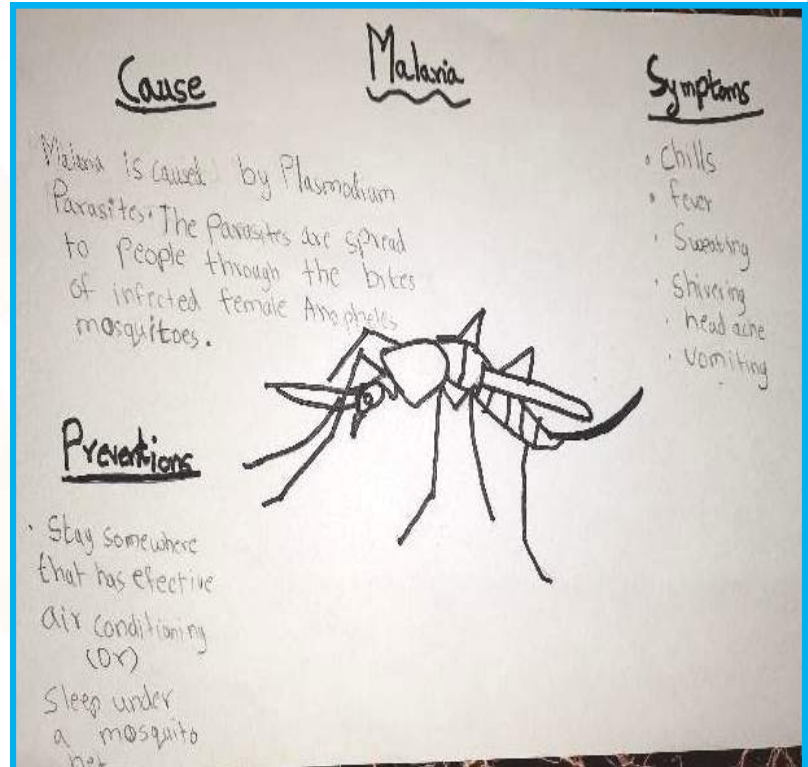 Malaria
Cause
Malaria is caused by Plasmodium
Parasites. The Parasites are spread
to People through the bites
of infected female Anopheles
mosquitoes.
Symptoms
• Chills
• fever
• Sweating
• Shivering
• head ache
• Vomiting
Preventions
• Stay somewhere
that has efective
air conditioning
(Or)
Sleep under
a mosquito
net